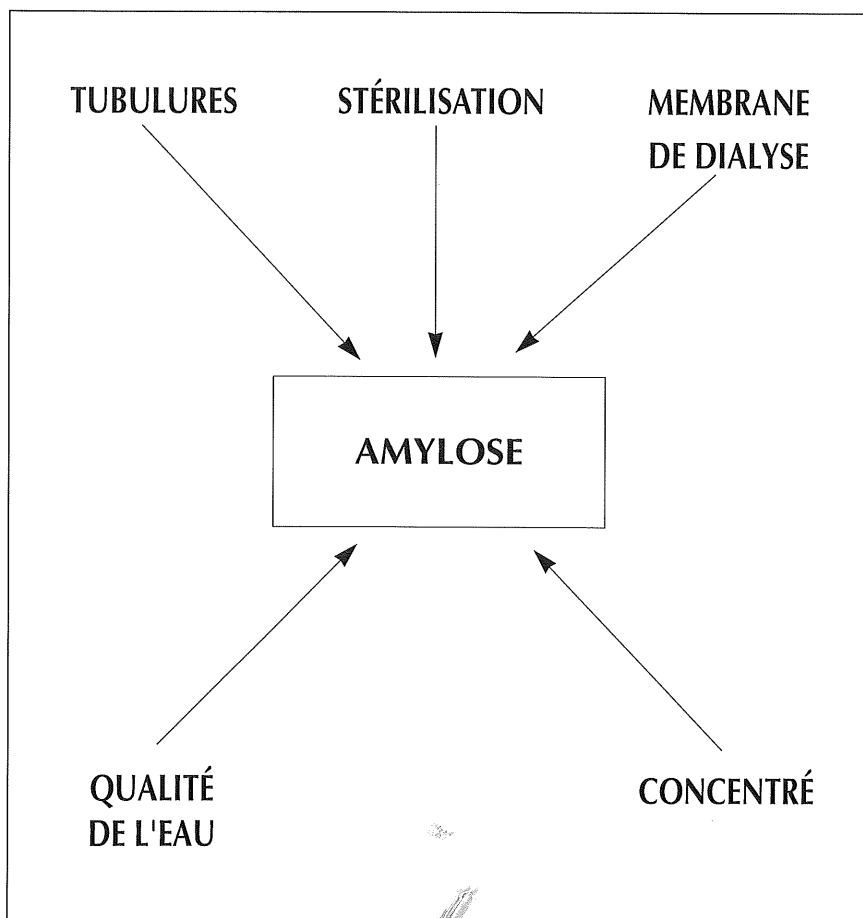 TUBULURES
STÉRILISATION
MEMBRANE
DE DIALYSE
AMYLOSE
QUALITÉ
DE L'EAU
CONCENTRÉ